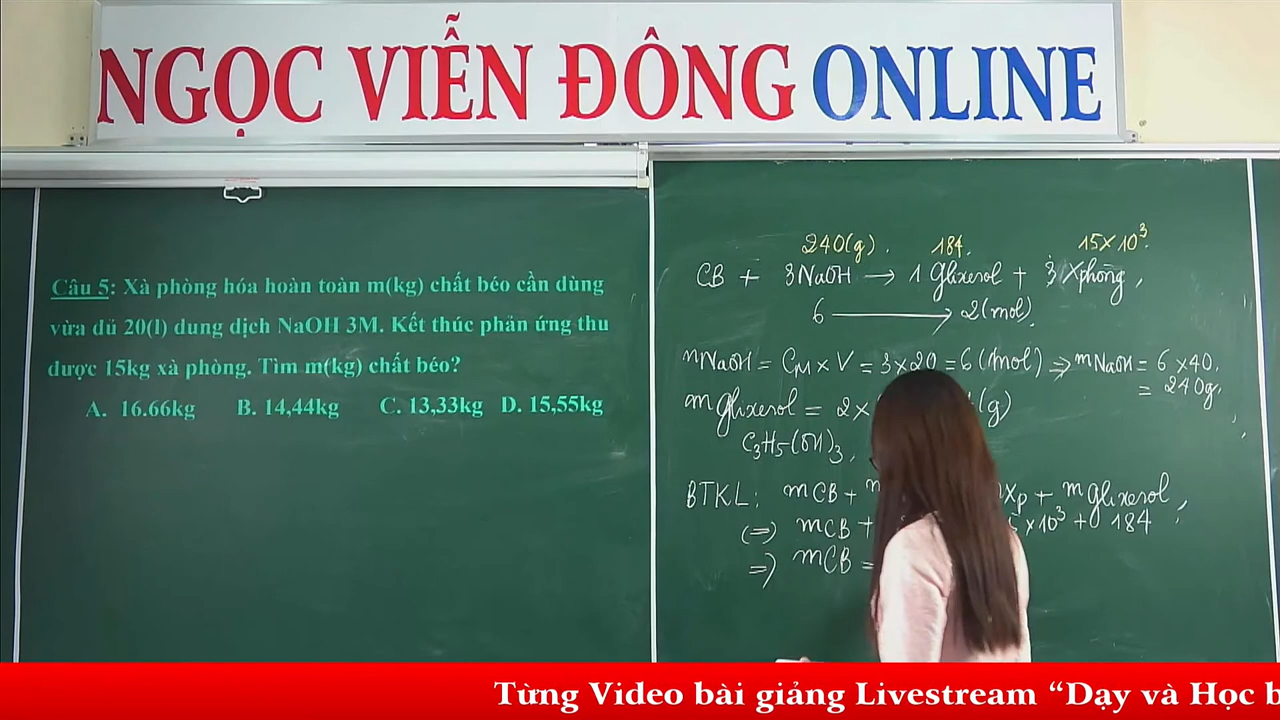 NGỌC VIỄN ĐÔNG ONLINE
Câu 5: Xà phòng hóa hoàn toàn m(kg) chất béo cần dùng
vừa đủ 20(l) dung dịch NaOH 3M. Kết thúc phản ứng thu
được 15kg xà phòng. Tìm m(kg) chất béo?
A. 16.66kg B. 14,44kg C. 13,33kg D. 15,55kg
240(g). 184. 15×10³.
CB + 3NaOH → 1 Glixerol + 3 Xphòng,
6 → 2(mol).
nNaOH = CM × V = 3×20 = 6(mol) => mNaOH = 6×40.
= 240g.
mGlixerol = 2× (g)
C3H5(OH)3,
BTKL: mCB + Xp + mGlixerol,
(=) mCB + ×10³ + 184
=) mCB =
Từng Video bài giảng Livestream “Dạy và Học